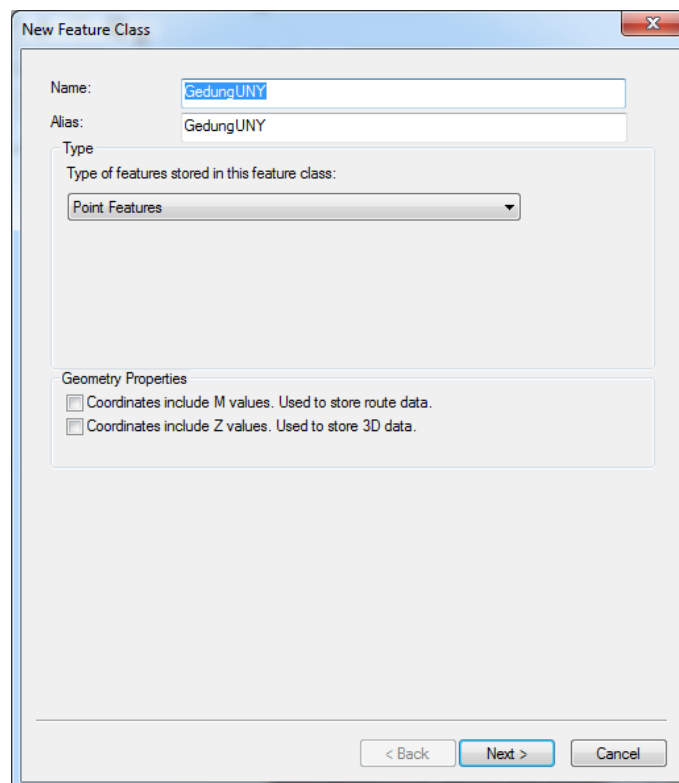 New Feature Class
Name: GedungUNY
Alias: GedungUNY
Type
Type of features stored in this feature class:
Point Features
Geometry Properties
Coordinates include M values. Used to store route data.
Coordinates include Z values. Used to store 3D data.
< Back Next > Cancel